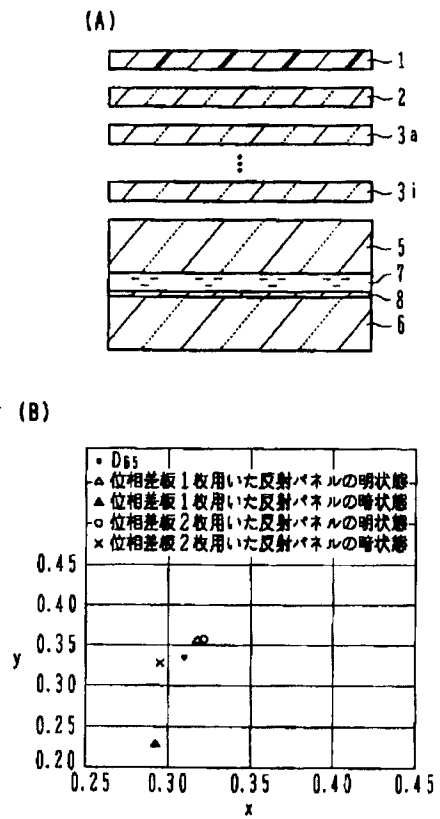 (A)
1
2
3a
3i
5
7
8
6
(B)
D65
位相差板1枚用いた反射パネルの明状態
位相差板1枚用いた反射パネルの暗状態
位相差板2枚用いた反射パネルの明状態
位相差板2枚用いた反射パネルの暗状態
0.45
0.40
y 0.35
0.30
0.25
0.20
0.25 0.30 0.35 0.40 0.45
x